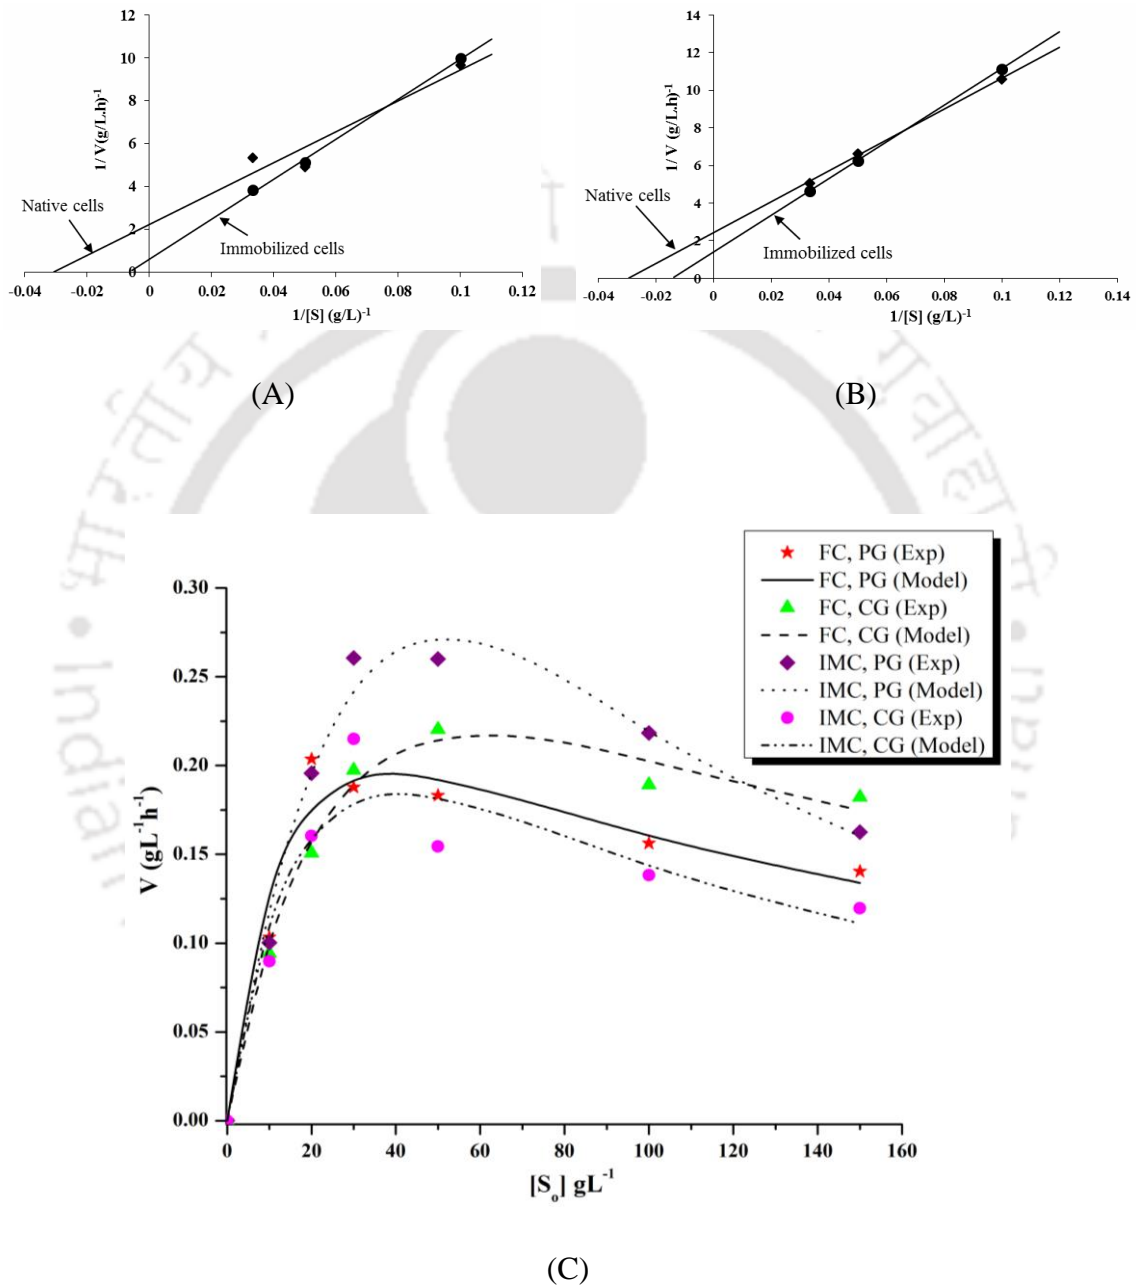 12
10
8
6
4
2
0
1/ V(g/L.h)⁻¹
Native cells
Immobilized cells
-0.04 -0.02 0 0.02 0.04 0.06 0.08 0.1 0.12
1/[S] (g/L)⁻¹
(A)
14
12
10
8
6
4
2
0
1/ V (g/L.h)⁻¹
Native cells
Immobilized cells
-0.04 -0.02 0 0.02 0.04 0.06 0.08 0.1 0.12 0.14
1/[S] (g/L)⁻¹
(B)
FC, PG (Exp)
FC, PG (Model)
FC, CG (Exp)
FC, CG (Model)
IMC, PG (Exp)
IMC, PG (Model)
IMC, CG (Exp)
IMC, CG (Model)
0.30
0.25
0.20
0.15
0.10
0.05
0.00
V (gL⁻¹h⁻¹)
0 20 40 60 80 100 120 140 160
[Sₒ] gL⁻¹
(C)
Indian